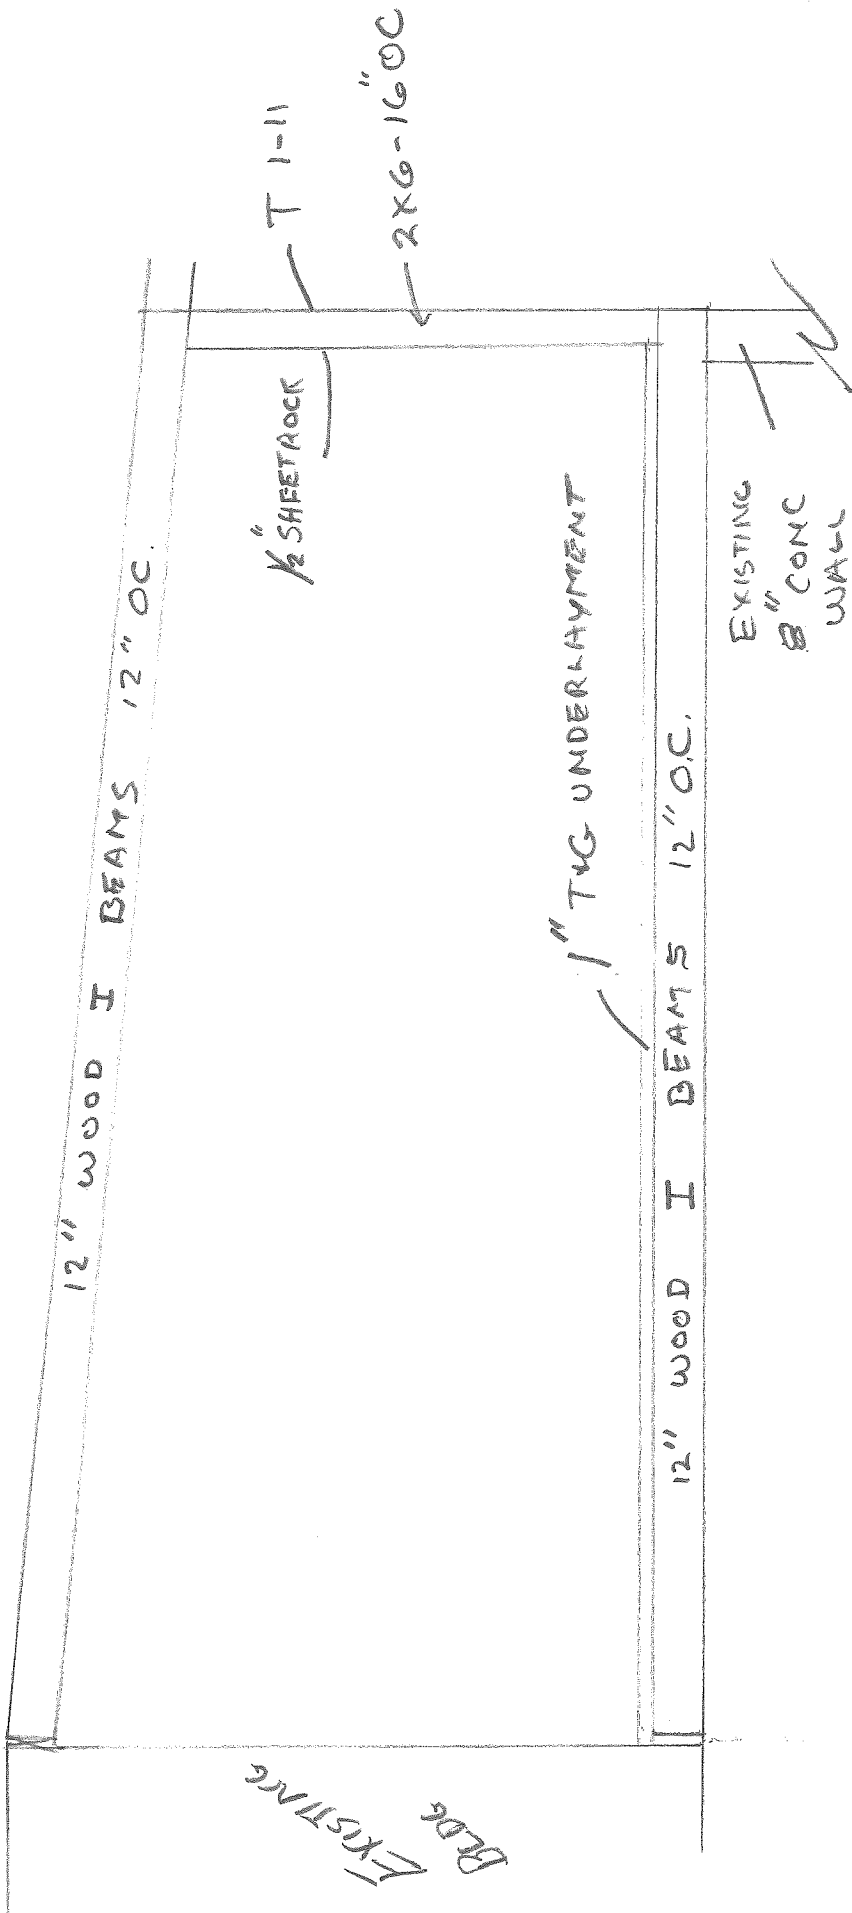 12" WOOD I BEAMS 12" OC.
T 1-11
2X6-16" OC
1/2" SHEETROCK
1" T&G UNDERLAYMENT
12" WOOD I BEAMS 12" O.C.
EXISTING
8" CONC
WALL
EXISTING
BLDG